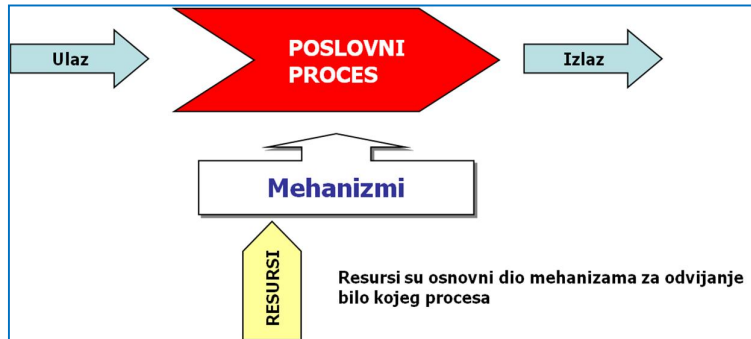 Ulaz
POSLOVNI
PROCES
Izlaz
Mehanizmi
RESURSI
Resursi su osnovni dio mehanizama za odvijanje
bilo kojeg procesa